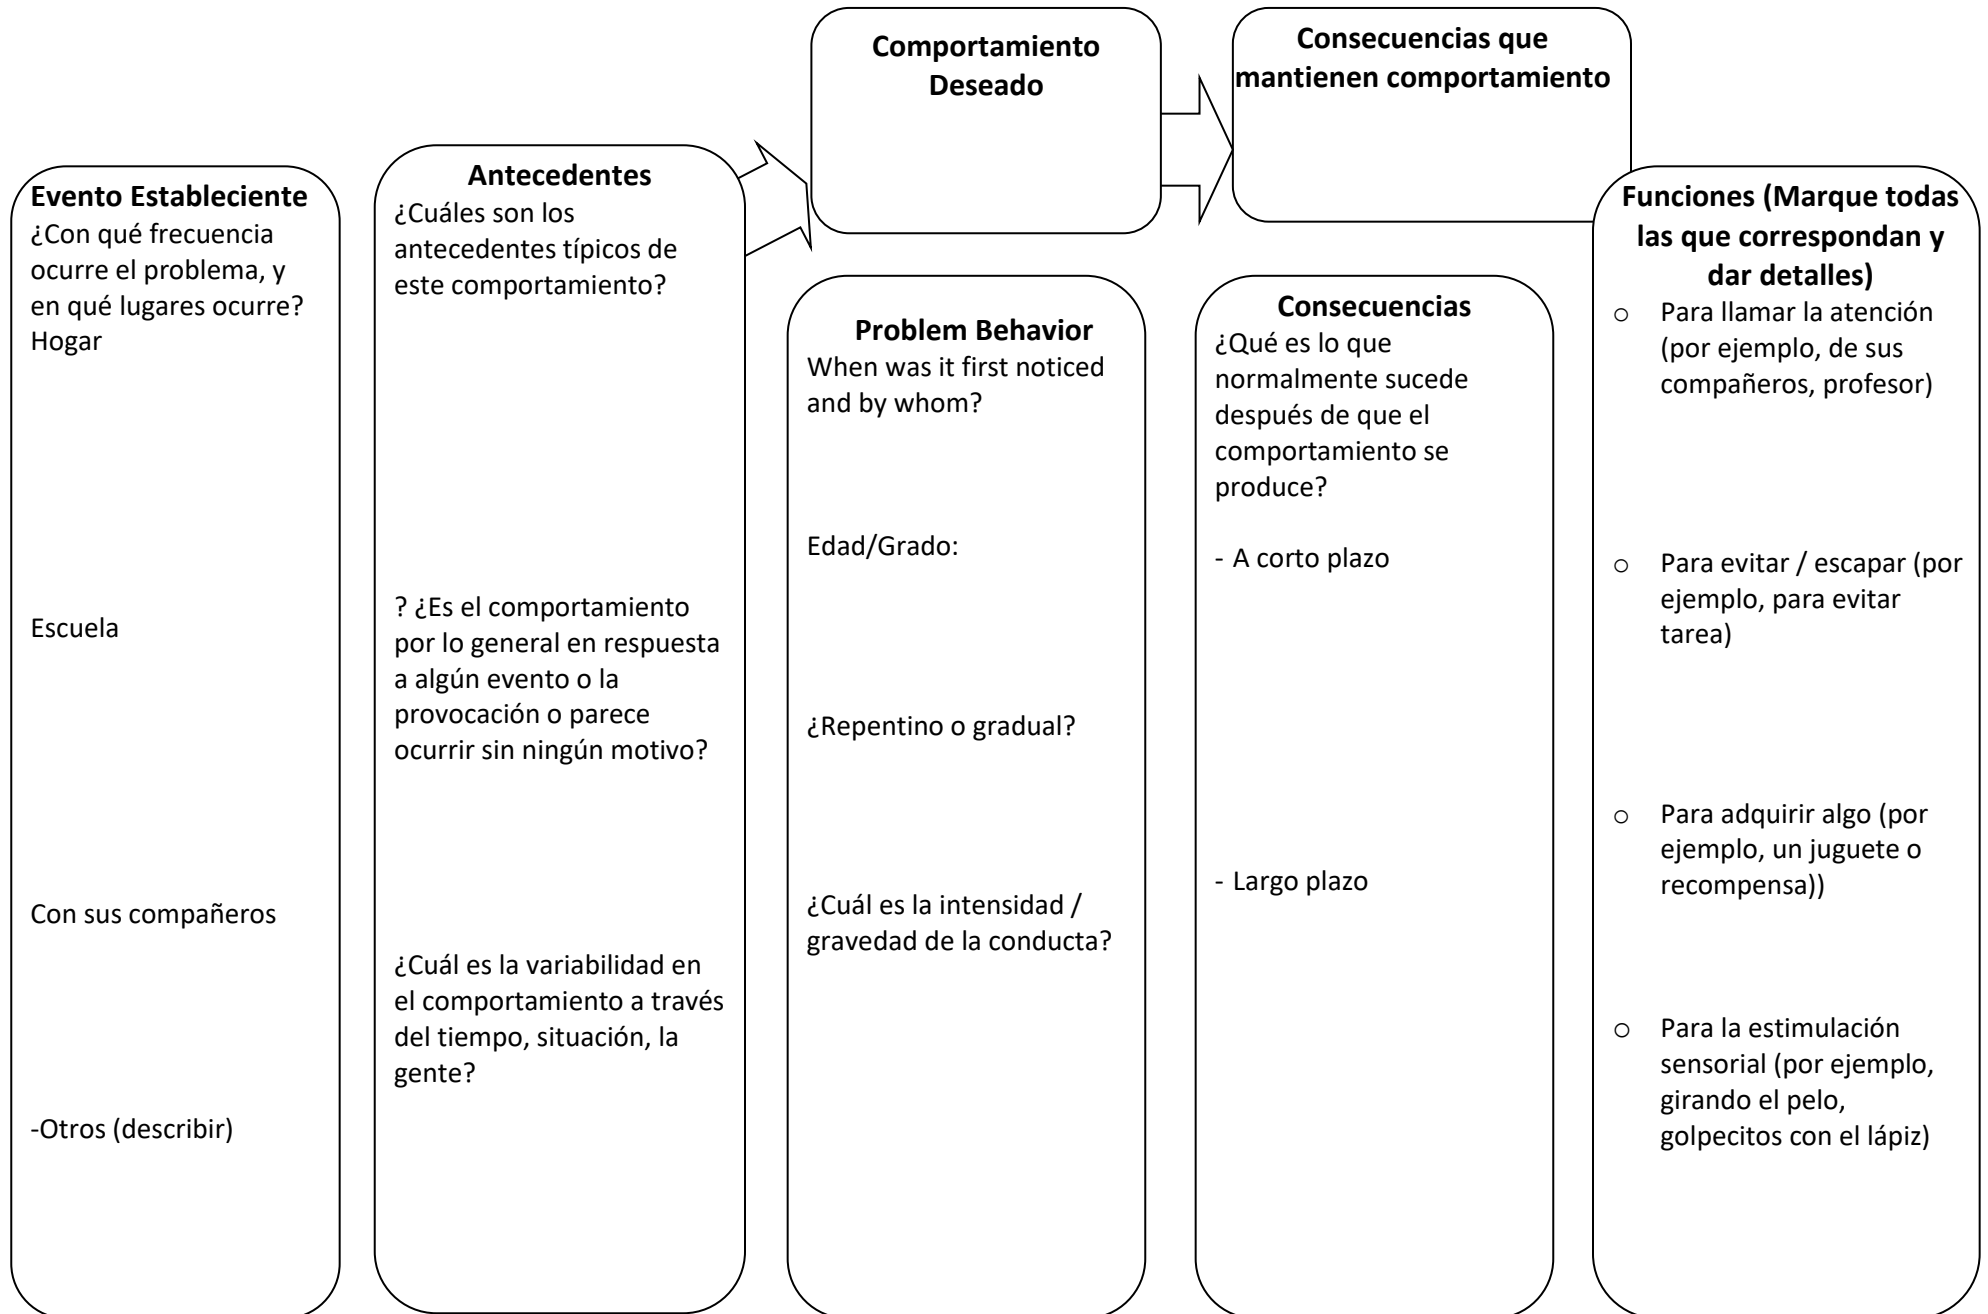 Comportamiento
Deseado
Consecuencias que
mantienen comportamiento
Evento Estableciente
¿Con qué frecuencia
ocurre el problema, y
en qué lugares ocurre?
Hogar
Escuela
Con sus compañeros
-Otros (describir)
Antecedentes
¿Cuáles son los
antecedentes típicos de
este comportamiento?
? ¿Es el comportamiento
por lo general en respuesta
a algún evento o la
provocación o parece
ocurrir sin ningún motivo?
¿Cuál es la variabilidad en
el comportamiento a través
del tiempo, situación, la
gente?
Problem Behavior
When was it first noticed
and by whom?
Edad/Grado:
¿Repentino o gradual?
¿Cuál es la intensidad /
gravedad de la conducta?
Consecuencias
¿Qué es lo que
normalmente sucede
después de que el
comportamiento se
produce?
- A corto plazo
- Largo plazo
Funciones (Marque todas
las que correspondan y
dar detalles)
o Para llamar la atención
(por ejemplo, de sus
compañeros, profesor)
o Para evitar / escapar (por
ejemplo, para evitar
tarea)
o Para adquirir algo (por
ejemplo, un juguete o
recompensa))
o Para la estimulación
sensorial (por ejemplo,
girando el pelo,
golpecitos con el lápiz)